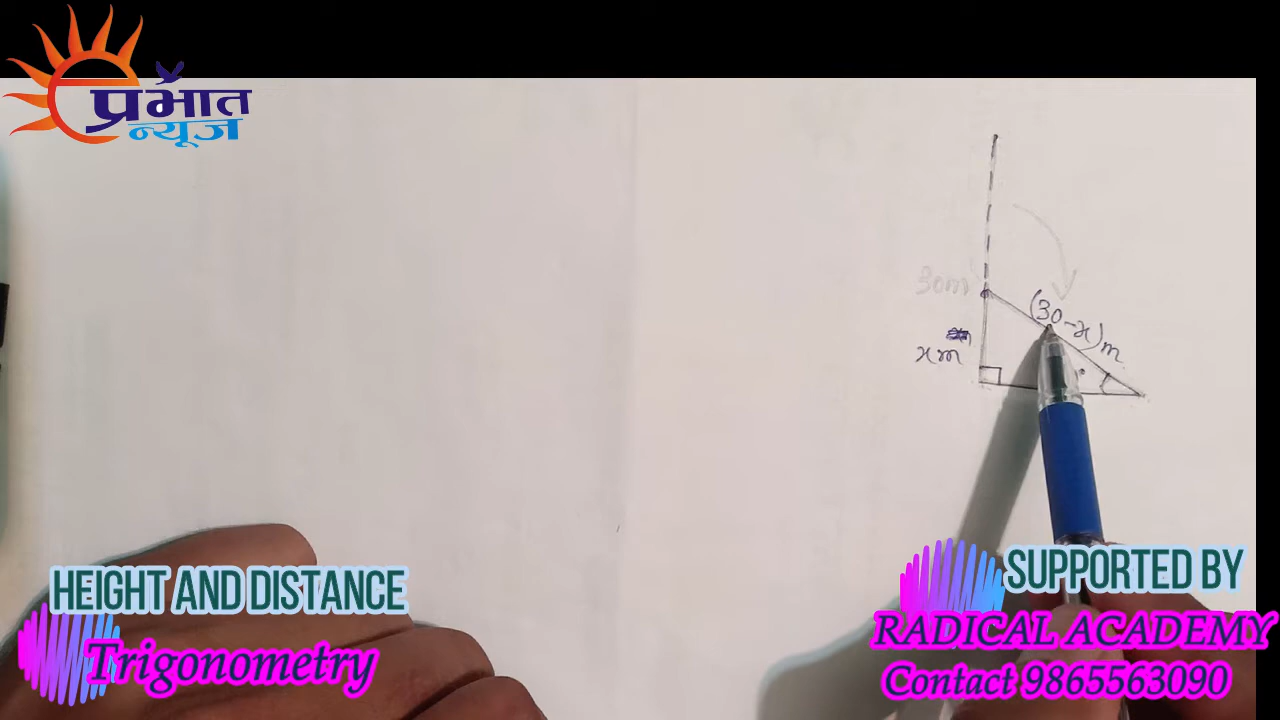 प्रभात
न्यूज
30m
(30-x)m
xm
HEIGHT AND DISTANCE
Trigonometry
SUPPORTED BY
RADICAL ACADEMY
Contact 9865563090